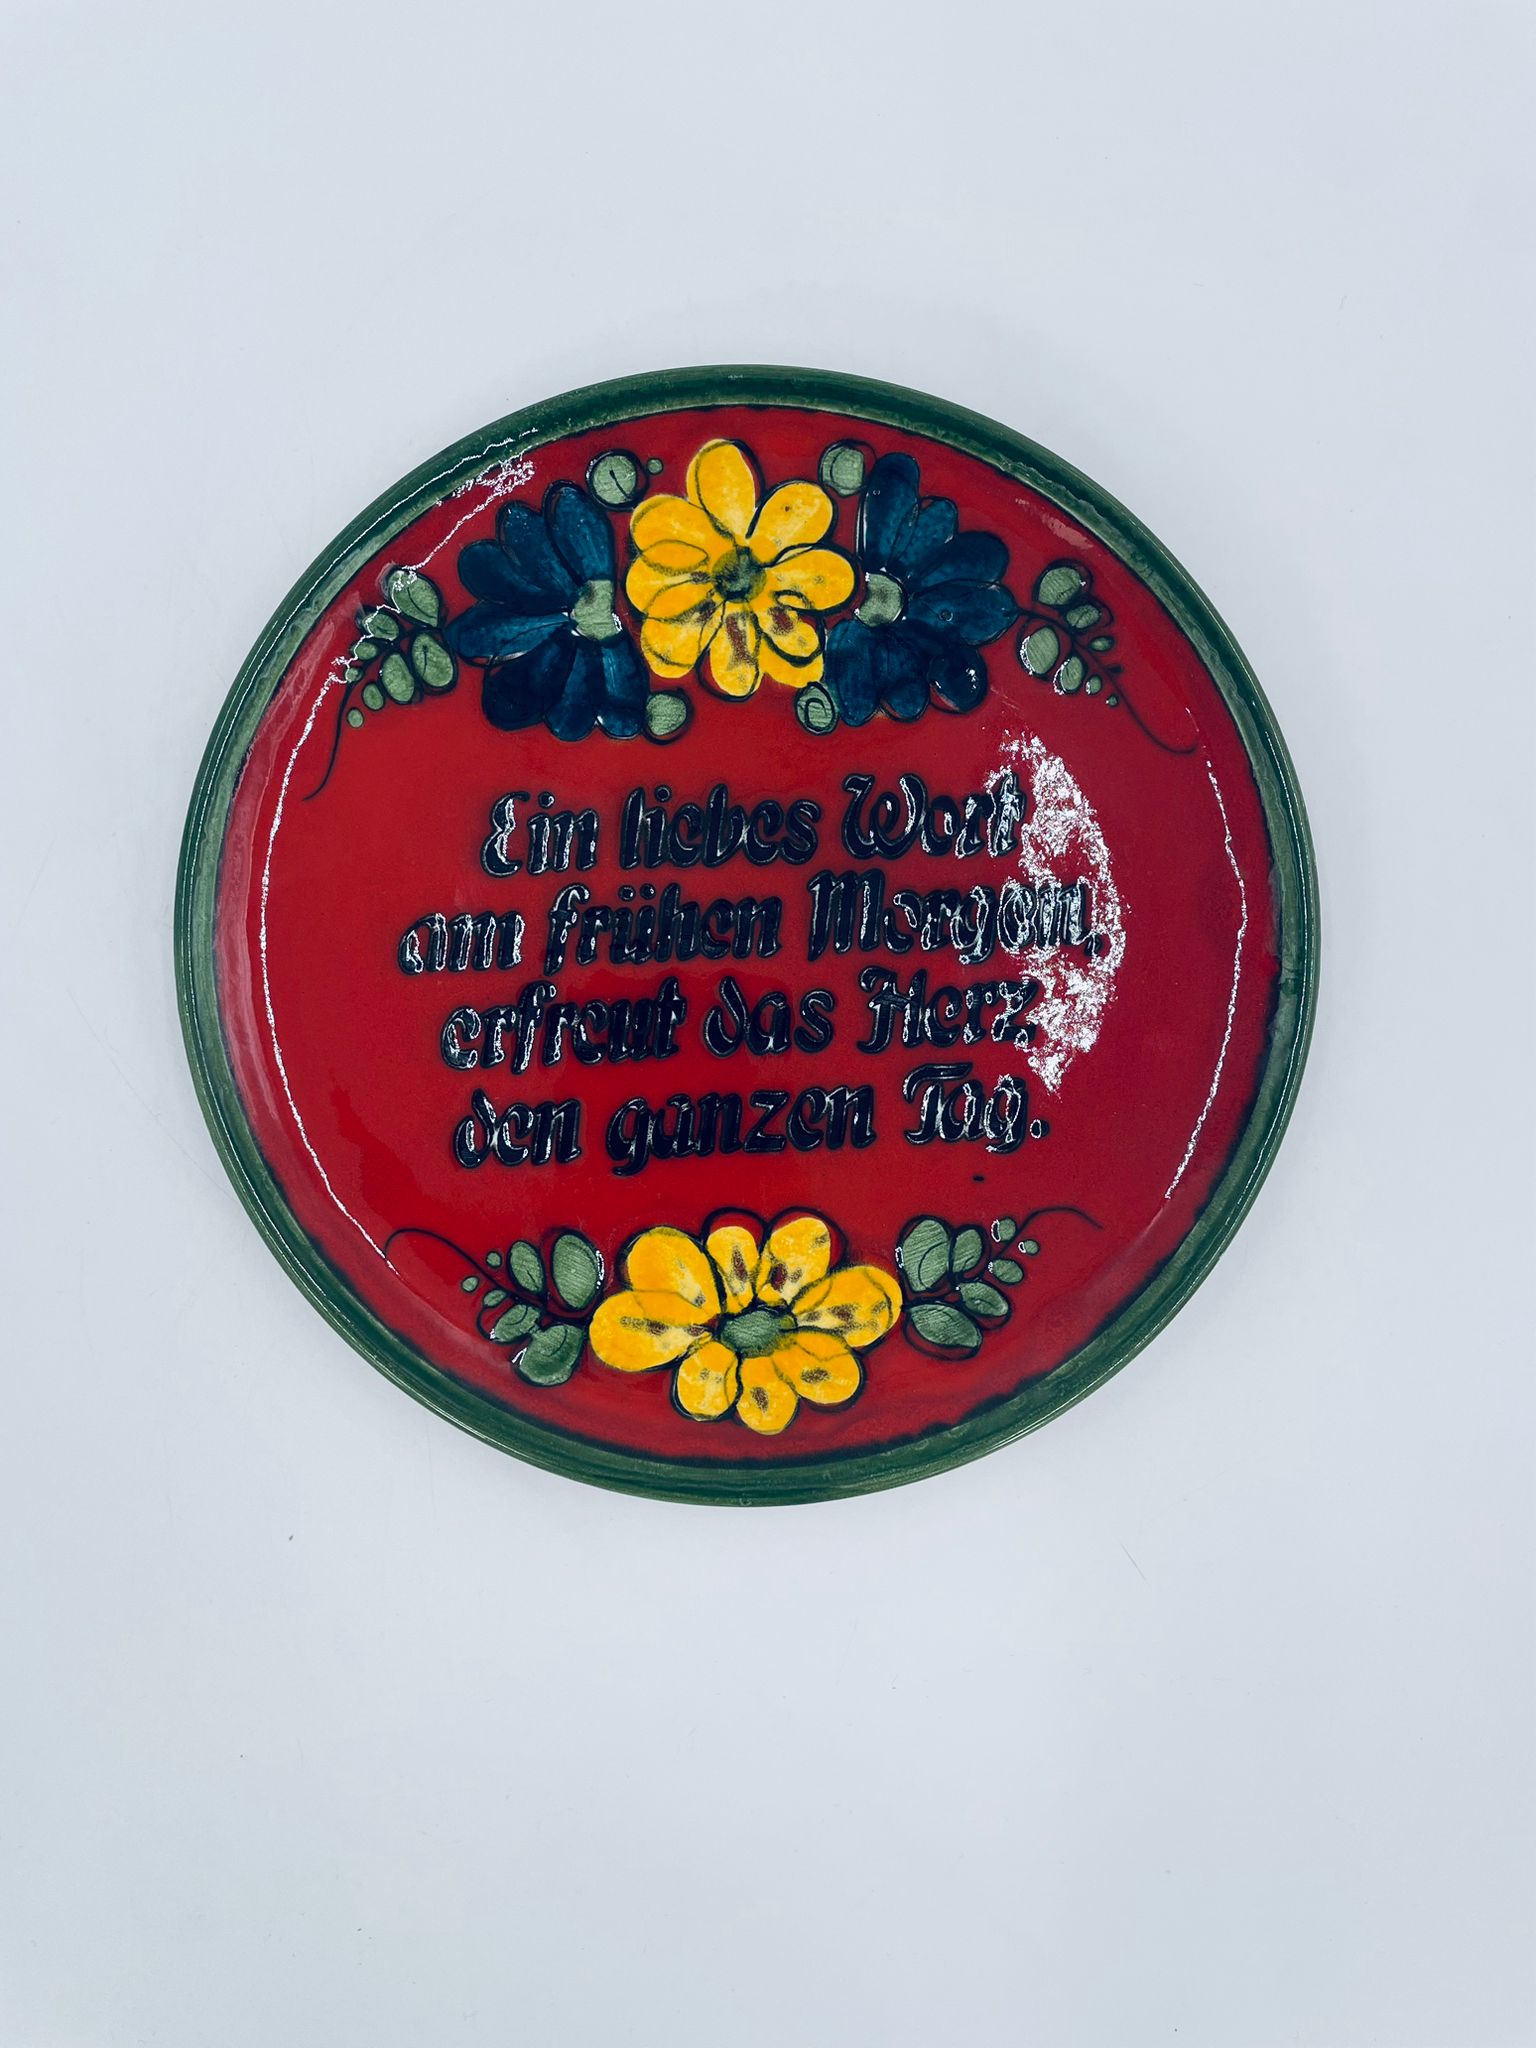 Ein liebes Wort
am frühen Morgen,
erfreut das Herz
den ganzen Tag.